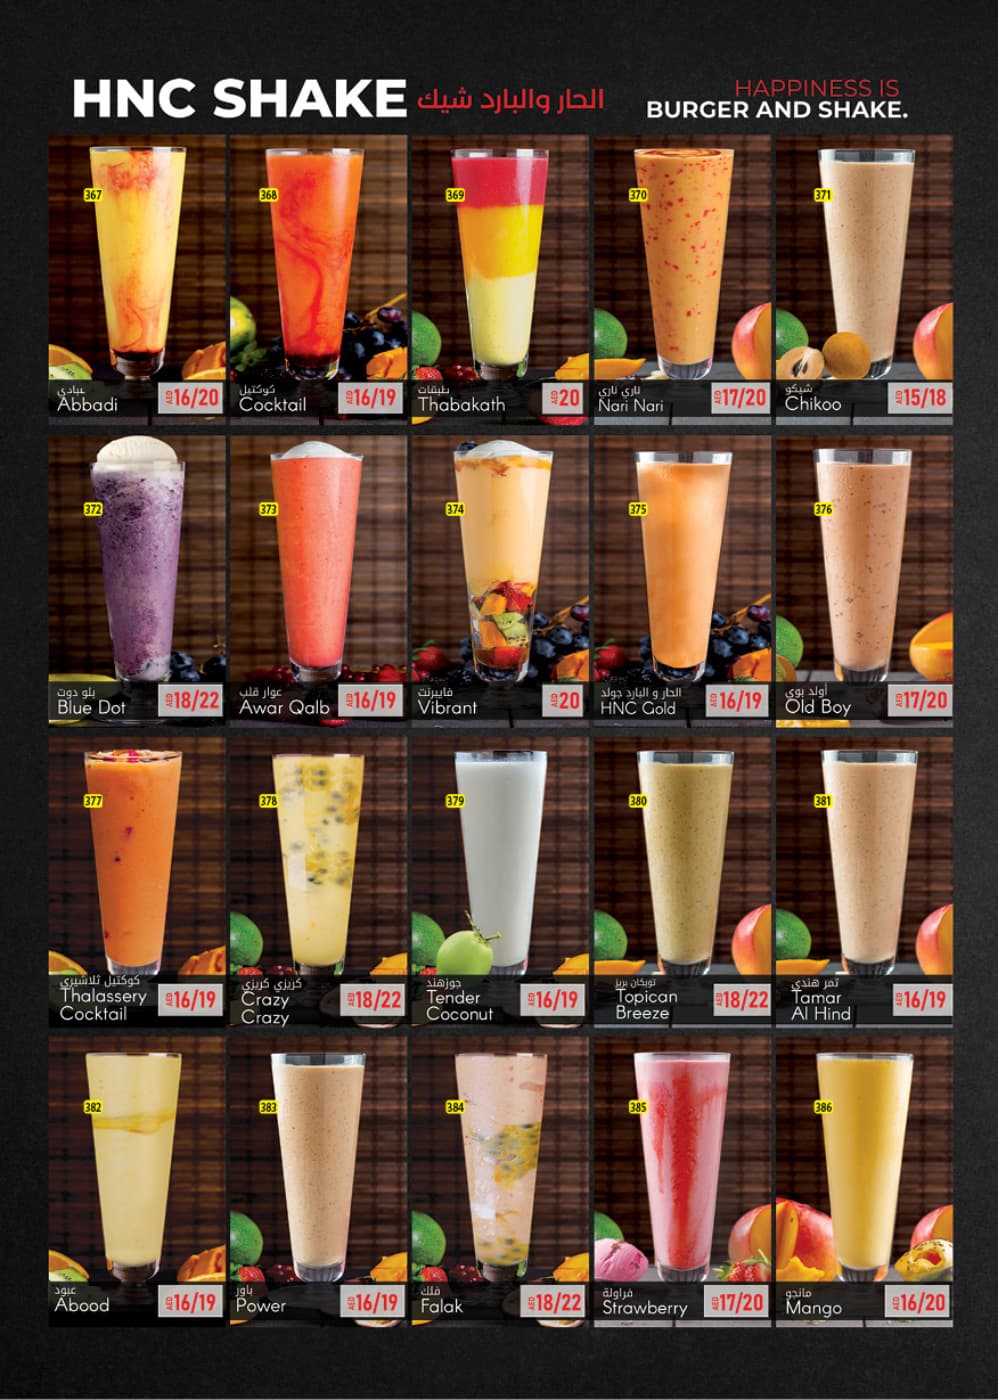 HNC SHAKE الحار والبارد شيك
HAPPINESS IS
BURGER AND SHAKE.
367
عبادي
Abbadi
AED 16/20
368
كوكتيل
Cocktail
AED 16/19
369
طبقات
Thabakath
AED 20
370
ناري ناري
Nari Nari
AED 17/20
371
شيكو
Chikoo
AED 15/18
372
بلو دوت
Blue Dot
AED 18/22
373
عوار قلب
Awar Qalb
AED 16/19
374
فايبرنت
Vibrant
AED 20
375
الحار و البارد جولد
HNC Gold
AED 16/19
376
اولد بوي
Old Boy
AED 17/20
377
كوكتيل ثلاشيري
Thalassery
Cocktail
AED 16/19
378
كريزي كريزي
Crazy
Crazy
AED 18/22
379
جوزهند
Tender
Coconut
AED 16/19
380
توبكان بريز
Topican
Breeze
AED 18/22
381
تمر هندي
Tamar
Al Hind
AED 16/19
382
عبود
Abood
AED 16/19
383
باور
Power
AED 16/19
384
فلك
Falak
AED 18/22
385
فراولة
Strawberry
AED 17/20
386
مانجو
Mango
AED 16/20